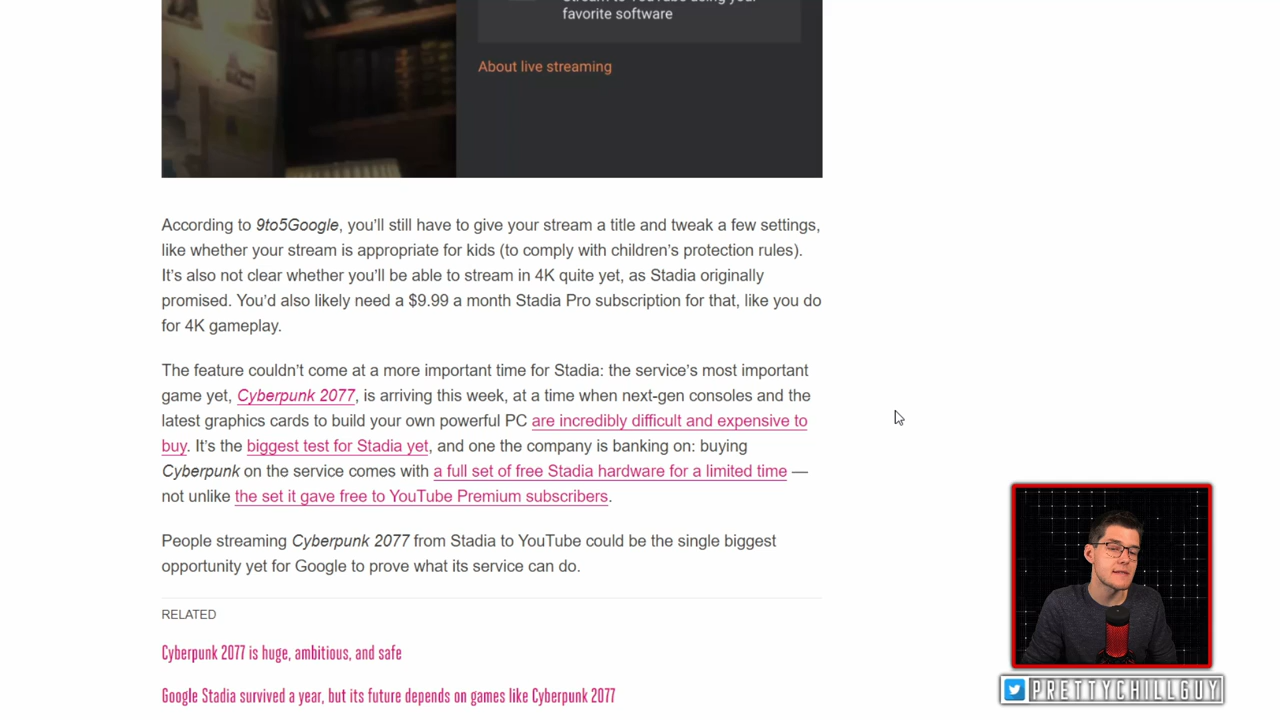 Stream to YouTube using your
favorite software
About live streaming
According to 9to5Google, you’ll still have to give your stream a title and tweak a few settings,
like whether your stream is appropriate for kids (to comply with children’s protection rules).
It’s also not clear whether you’ll be able to stream in 4K quite yet, as Stadia originally
promised. You’d also likely need a $9.99 a month Stadia Pro subscription for that, like you do
for 4K gameplay.
The feature couldn’t come at a more important time for Stadia: the service’s most important
game yet, Cyberpunk 2077, is arriving this week, at a time when next-gen consoles and the
latest graphics cards to build your own powerful PC are incredibly difficult and expensive to
buy. It’s the biggest test for Stadia yet, and one the company is banking on: buying
Cyberpunk on the service comes with a full set of free Stadia hardware for a limited time —
not unlike the set it gave free to YouTube Premium subscribers.
People streaming Cyberpunk 2077 from Stadia to YouTube could be the single biggest
opportunity yet for Google to prove what its service can do.
RELATED
Cyberpunk 2077 is huge, ambitious, and safe
Google Stadia survived a year, but its future depends on games like Cyberpunk 2077
PRETTYCHILLGUY